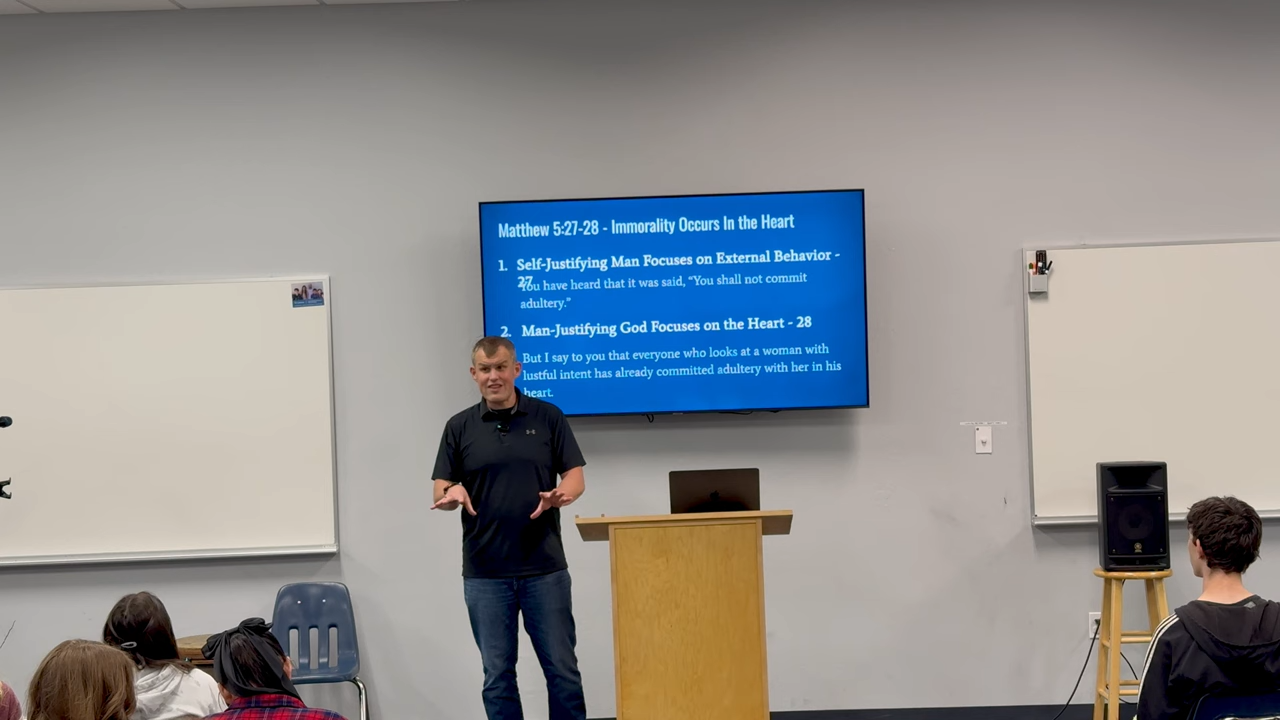 Matthew 5:27-28 - Immorality Occurs In the Heart
1. Self-Justifying Man Focuses on External Behavior -
27
You have heard that it was said, “You shall not commit
adultery.”
2. Man-Justifying God Focuses on the Heart - 28
But I say to you that everyone who looks at a woman with
lustful intent has already committed adultery with her in his
heart.